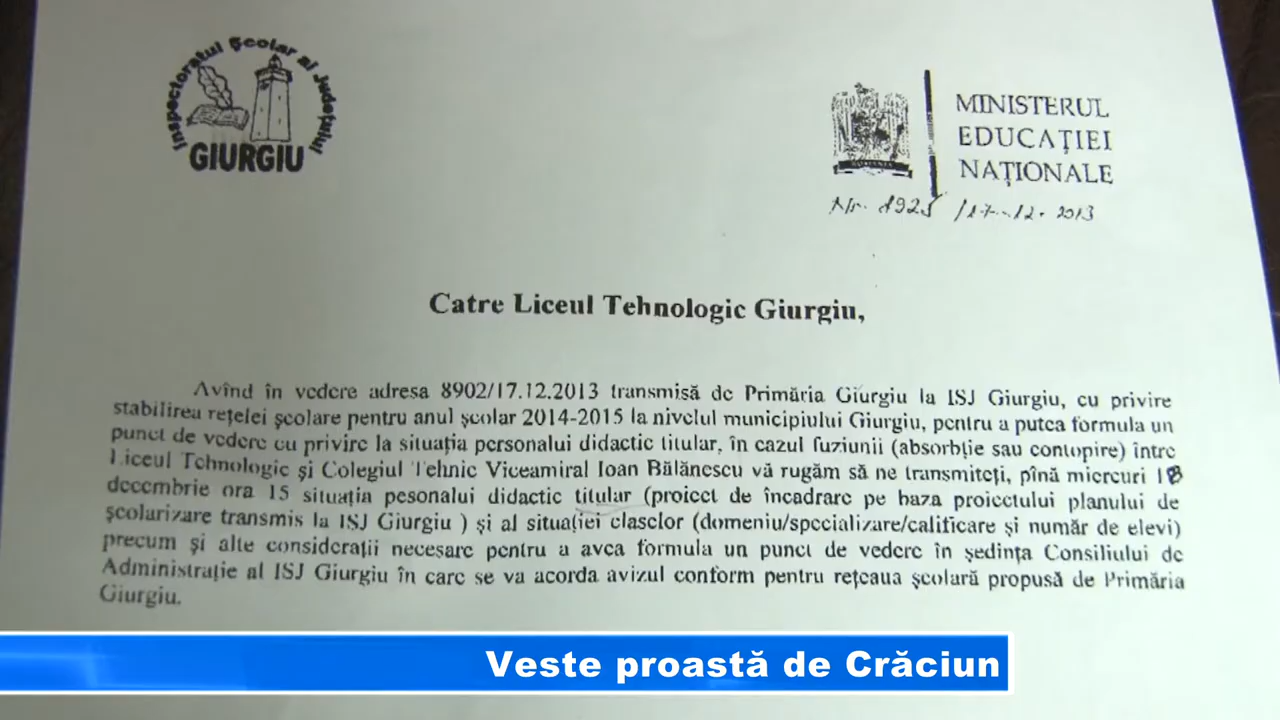 Inspectoratul Şcolar al Judeţului
GIURGIU
MINISTERUL
EDUCAŢIEI
NAŢIONALE
ROMANIA
Nr. 8925 /17.12.2013
Catre Liceul Tehnologic Giurgiu,
Avînd în vedere adresa 8902/17.12.2013 transmisă de Primăria Giurgiu la ISJ Giurgiu, cu privire
stabilirea reţelei şcolare pentru anul şcolar 2014-2015 la nivelul municipiului Giurgiu, pentru a putea formula un
punct de vedere cu privire la situaţia personalui didactic titular, în cazul fuziunii (absorbţie sau contopire) între
Liceul Tehnologic şi Colegiul Tehnic Viceamiral Ioan Bălănescu vă rugăm să ne transmiteţi, pînă miercuri 18
decembrie ora 15 situaţia pesonalui didactic titular (proiect de încadrare pe baza proiectului planului de
şcolarizare transmis la ISJ Giurgiu ) şi al situaţiei claselor (domeniu/specializare/calificare şi număr de elevi)
precum şi alte consideraţii necesare pentru a avea formula un punct de vedere în şedinţa Consiliului de
Administraţie al ISJ Giurgiu în care se va acorda avizul conform pentru reţeaua şcolară propusă de Primăria
Giurgiu.
Veste proastă de Crăciun